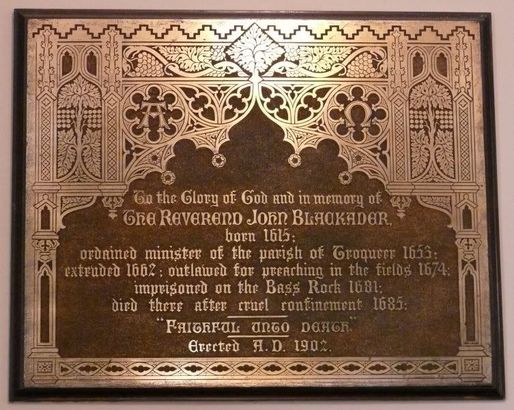 Α Ω
To the Glory of God and in memory of
THE REVEREND JOHN BLACKADER.
born 1615;
ordained minister of the parish of Troqueer 1653;
extruded 1662; outlawed for preaching in the fields 1674;
imprisoned on the Bass Rock 1681;
died there after cruel confinement 1685;
"FAITHFUL UNTO DEATH"
Erected A.D. 1902.